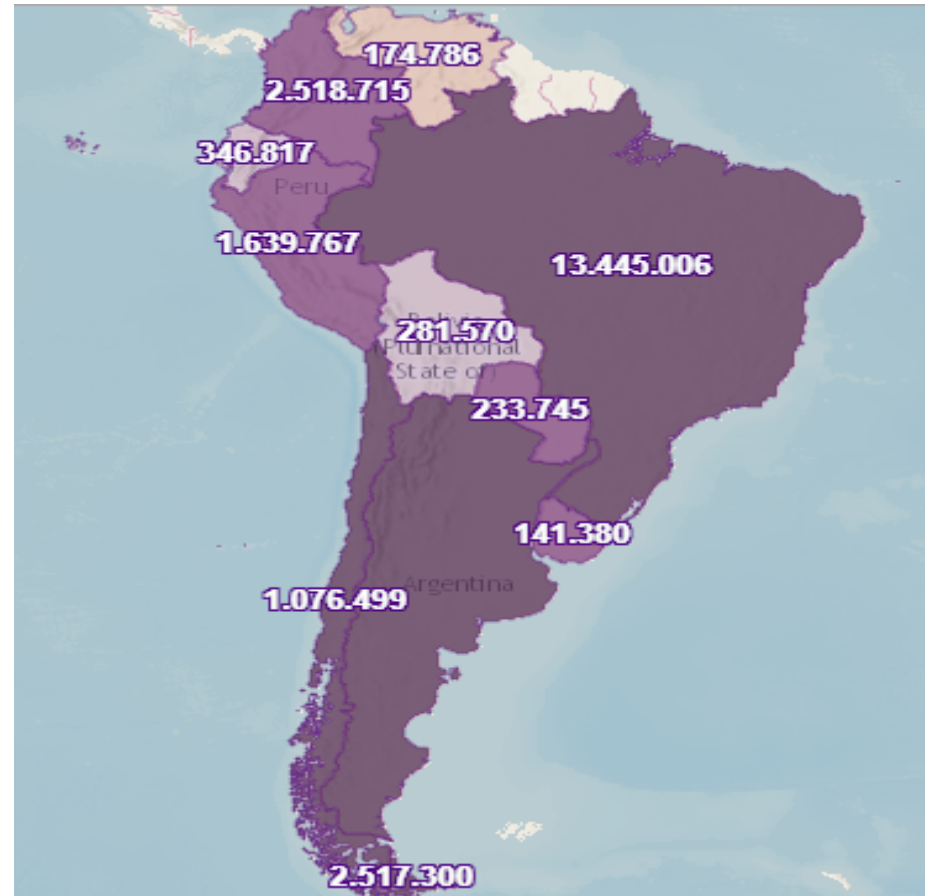 174.786
2.518.715
346.817
Peru
1.639.767
13.445.006
Bolivia
281.570
(Plurinational
State of)
233.745
141.380
Argentina
1.076.499
2.517.300